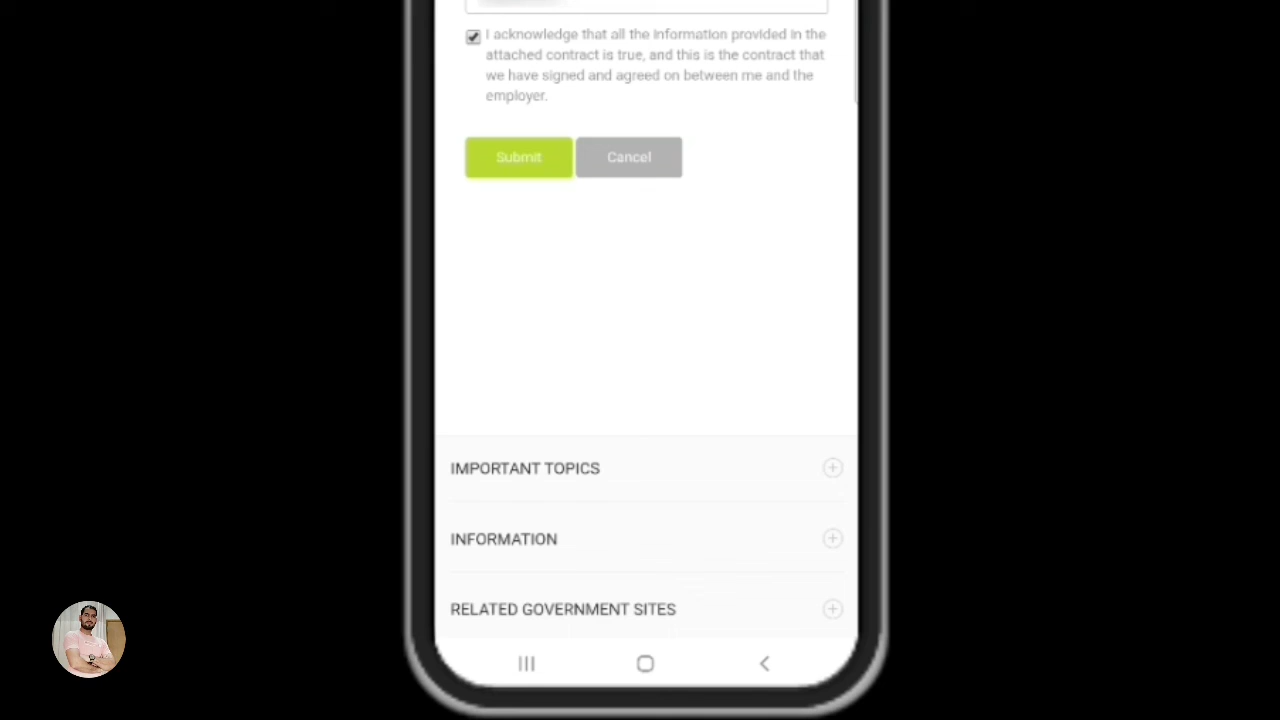 I acknowledge that all the information provided in the
attached contract is true, and this is the contract that
we have signed and agreed on between me and the
employer.
Submit Cancel
IMPORTANT TOPICS
INFORMATION
RELATED GOVERNMENT SITES